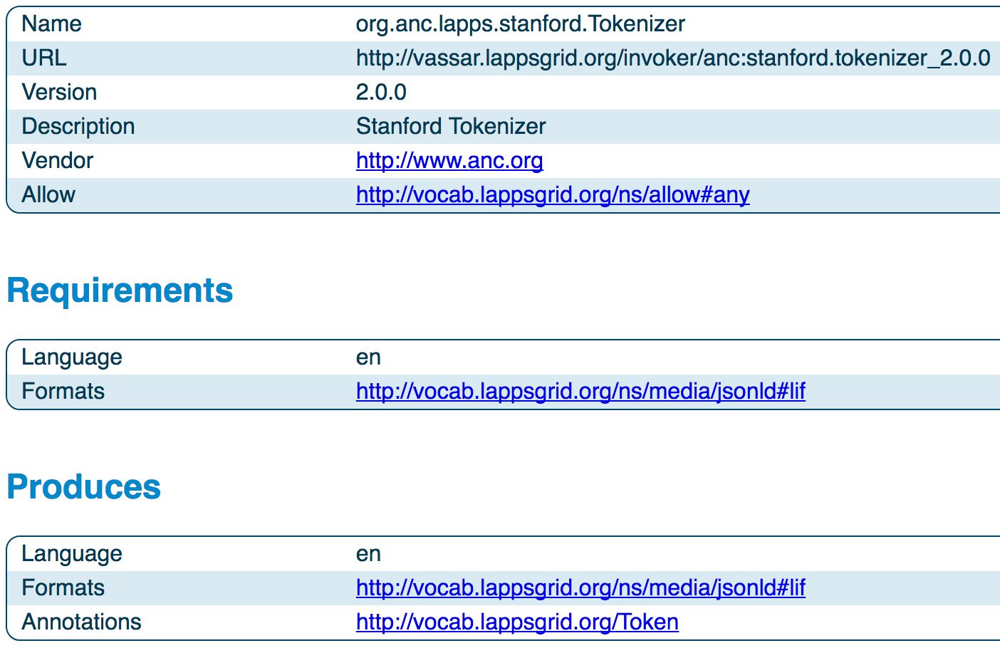 Name org.anc.lapps.stanford.Tokenizer
URL http://vassar.lappsgrid.org/invoker/anc:stanford.tokenizer_2.0.0
Version 2.0.0
Description Stanford Tokenizer
Vendor http://www.anc.org
Allow http://vocab.lappsgrid.org/ns/allow#any
Requirements
Language en
Formats http://vocab.lappsgrid.org/ns/media/jsonld#lif
Produces
Language en
Formats http://vocab.lappsgrid.org/ns/media/jsonld#lif
Annotations http://vocab.lappsgrid.org/Token